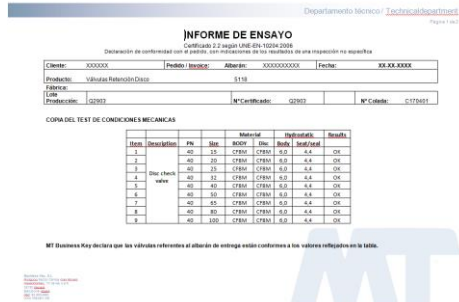 Departamento técnico / Technicaldepartment
Página 1 de 2
INFORME DE ENSAYO
Certificado 2.2 según UNE-EN-10204:2006
Declaración de conformidad con el pedido, con indicaciones de los resultados de una inspección no específica
Cliente: XXXXXX Pedido / Invoice: Albarán: XXXXXXXXXX Fecha: XX-XX-XXXX
Producto: Válvulas Retención Disco 5116
Fábrica:
Lote Producción: Q2903 NºCertificado: Q2903 Nº Colada: C170401
COPIA DEL TEST DE CONDICIONES MECANICAS
Material Hydrostatic Results
Item Description PN Size BODY Disc Body Seat/seal
1 40 15 CF8M CF8M 6,0 4,4 OK
2 40 20 CF8M CF8M 6,0 4,4 OK
3 40 25 CF8M CF8M 6,0 4,4 OK
4 Disc check valve 40 32 CF8M CF8M 6,0 4,4 OK
5 40 40 CF8M CF8M 6,0 4,4 OK
6 40 50 CF8M CF8M 6,0 4,4 OK
7 40 65 CF8M CF8M 6,0 4,4 OK
8 40 80 CF8M CF8M 6,0 4,4 OK
9 40 100 CF8M CF8M 6,0 4,4 OK
MT Business Key declara que las válvulas referentes al albarán de entrega están conformes a los valores reflejados en la tabla.
MT